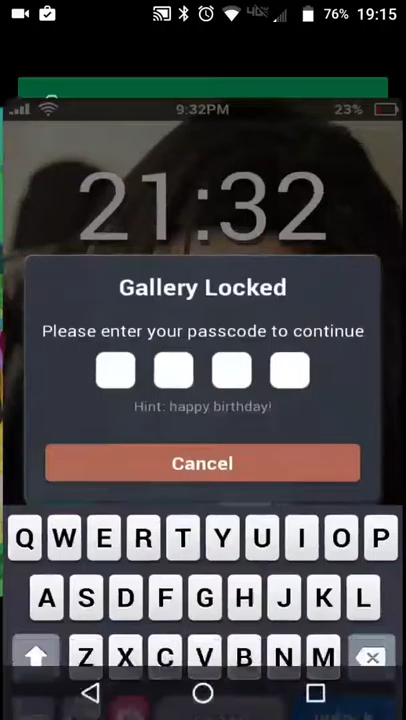 76% 19:15
9:32PM 23%
21:32
Gallery Locked
Please enter your passcode to continue
Hint: happy birthday!
Cancel
Q W E R T Y U I O P
A S D F G H J K L
Z X C V B N M